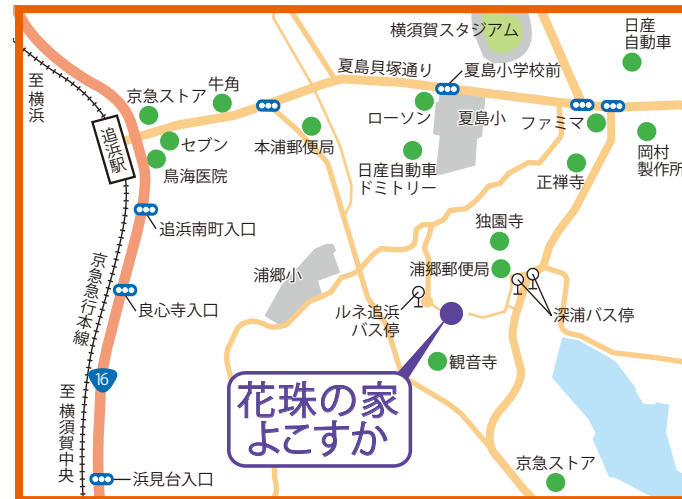 横須賀スタジアム
日産
自動車
夏島貝塚通り
夏島小学校前
至 横浜
京急ストア
牛角
ローソン
夏島小
ファミマ
追浜駅
セブン
本浦郵便局
鳥海医院
日産自動車
ドミトリー
正禅寺
岡村
製作所
追浜南町入口
独園寺
浦郷小
浦郷郵便局
京急急行本線
良心寺入口
ルネ追浜
バス停
深浦バス停
観音寺
16
花珠の家
よこすか
至 横須賀中央
浜見台入口
京急ストア